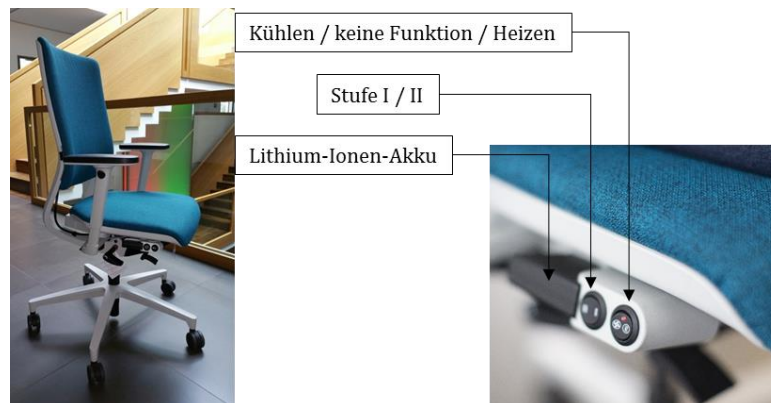 Kühlen / keine Funktion / Heizen
Stufe I / II
Lithium-Ionen-Akku